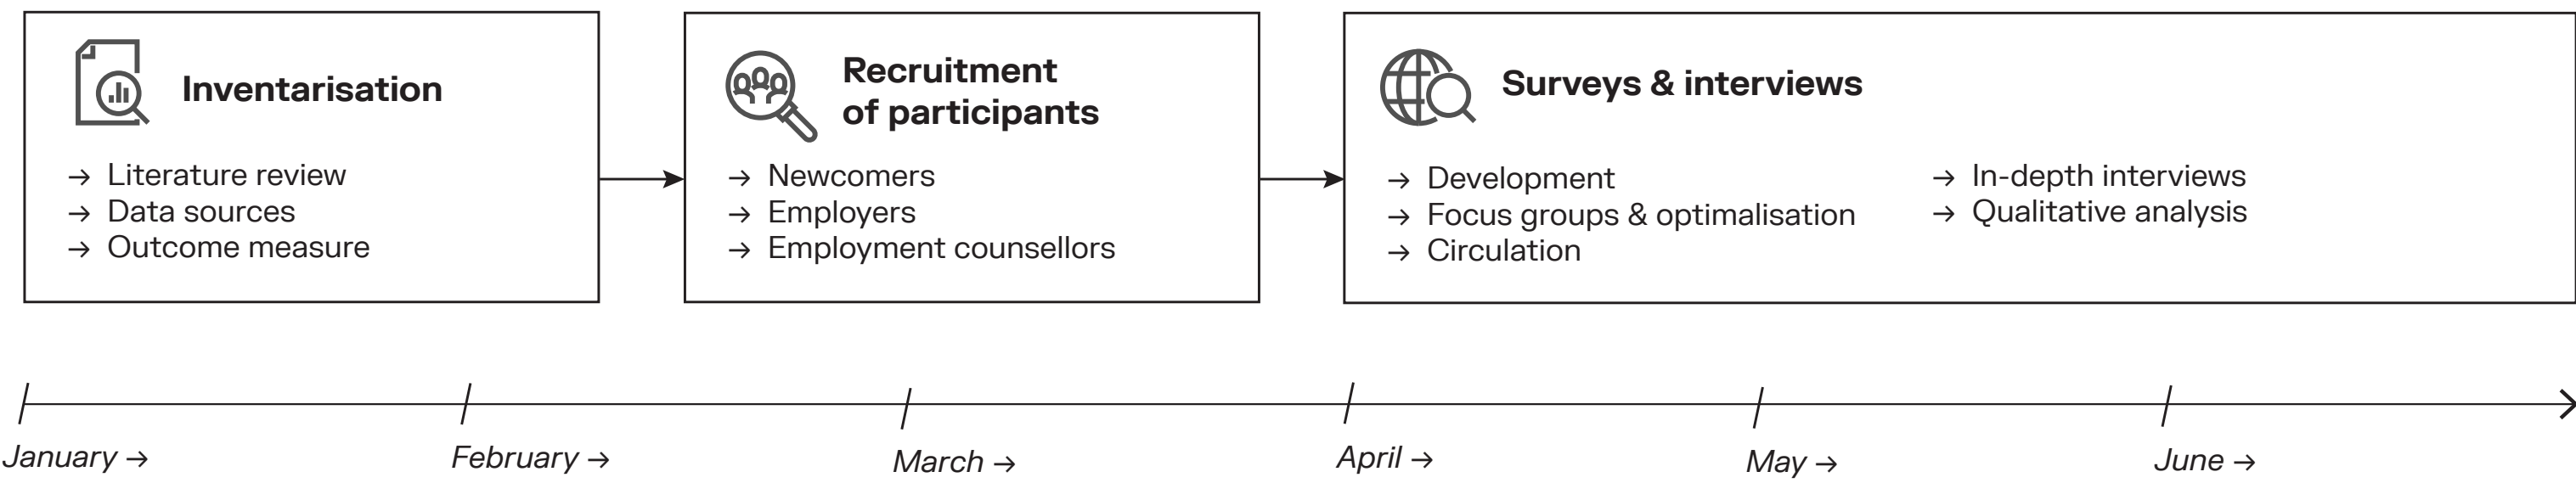 Inventarisation
→ Literature review
→ Data sources
→ Outcome measure
Recruitment
of participants
→ Newcomers
→ Employers
→ Employment counsellors
Surveys & interviews
→ Development
→ Focus groups & optimalisation
→ Circulation
→ In-depth interviews
→ Qualitative analysis
January →
February →
March →
April →
May →
June →